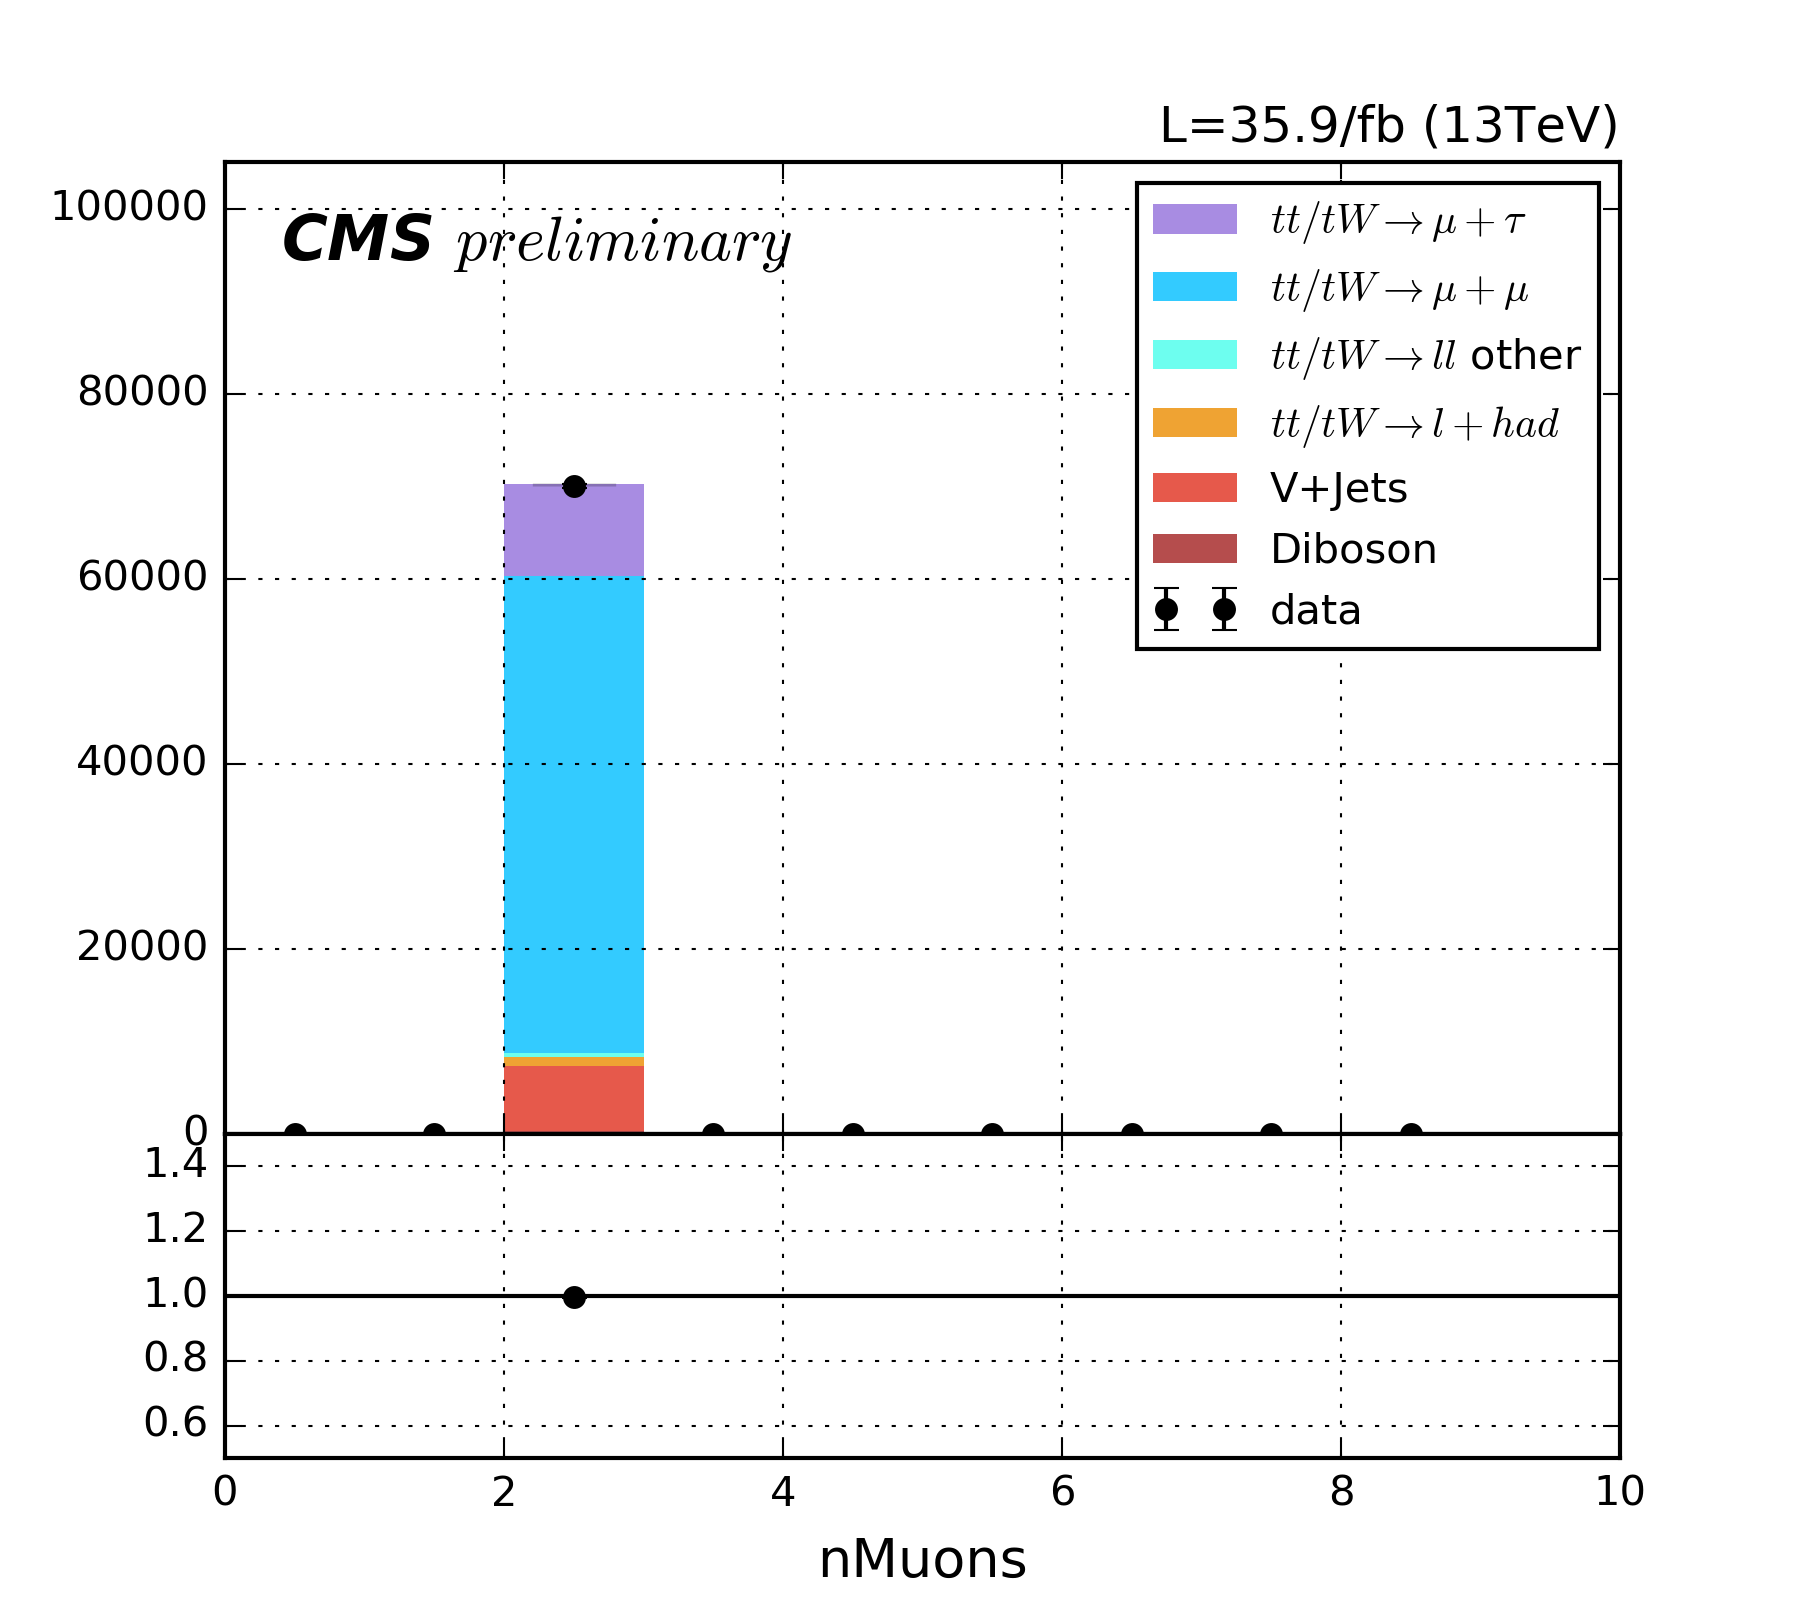 L=35.9/fb (13TeV)
CMS preliminary
100000
80000
60000
40000
20000
0
tt/tW→μ+τ
tt/tW→μ+μ
tt/tW→ll other
tt/tW→l+had
V+Jets
Diboson
data
1.4
1.2
1.0
0.8
0.6
0 2 4 6 8 10
nMuons